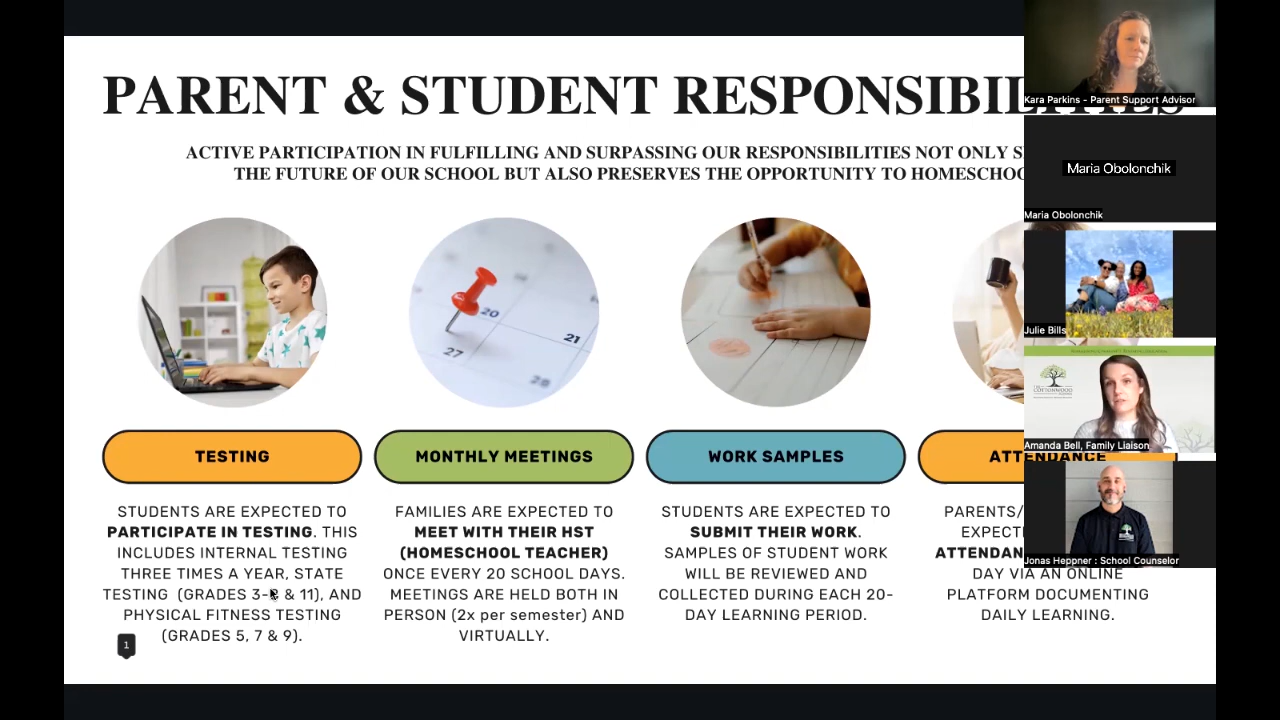 PARENT & STUDENT RESPONSIBILITIES
ACTIVE PARTICIPATION IN FULFILLING AND SURPASSING OUR RESPONSIBILITIES NOT ONLY
THE FUTURE OF OUR SCHOOL BUT ALSO PRESERVES THE OPPORTUNITY TO
20
21
27
28
TESTING
STUDENTS ARE EXPECTED TO
PARTICIPATE IN TESTING. THIS
INCLUDES INTERNAL TESTING
THREE TIMES A YEAR, STATE
TESTING (GRADES 3-8 & 11), AND
PHYSICAL FITNESS TESTING
(GRADES 5, 7 & 9).
MONTHLY MEETINGS
FAMILIES ARE EXPECTED TO
MEET WITH THEIR HST
(HOMESCHOOL TEACHER)
ONCE EVERY 20 SCHOOL DAYS.
MEETINGS ARE HELD BOTH IN
PERSON (2x per semester) AND
VIRTUALLY.
WORK SAMPLES
STUDENTS ARE EXPECTED TO
SUBMIT THEIR WORK.
SAMPLES OF STUDENT WORK
WILL BE REVIEWED AND
COLLECTED DURING EACH 20-
DAY LEARNING PERIOD.
ATTENDANCE
PARENTS/
DAY VIA AN ONLINE
PLATFORM DOCUMENTING
DAILY LEARNING.
1
Kara Parkins - Parent Support Advisor
Maria Obolonchik
Maria Obolonchik
Julie Bills
COTTONWOOD
Amanda Bell, Family Liaison
Jonas Heppner : School Counselor